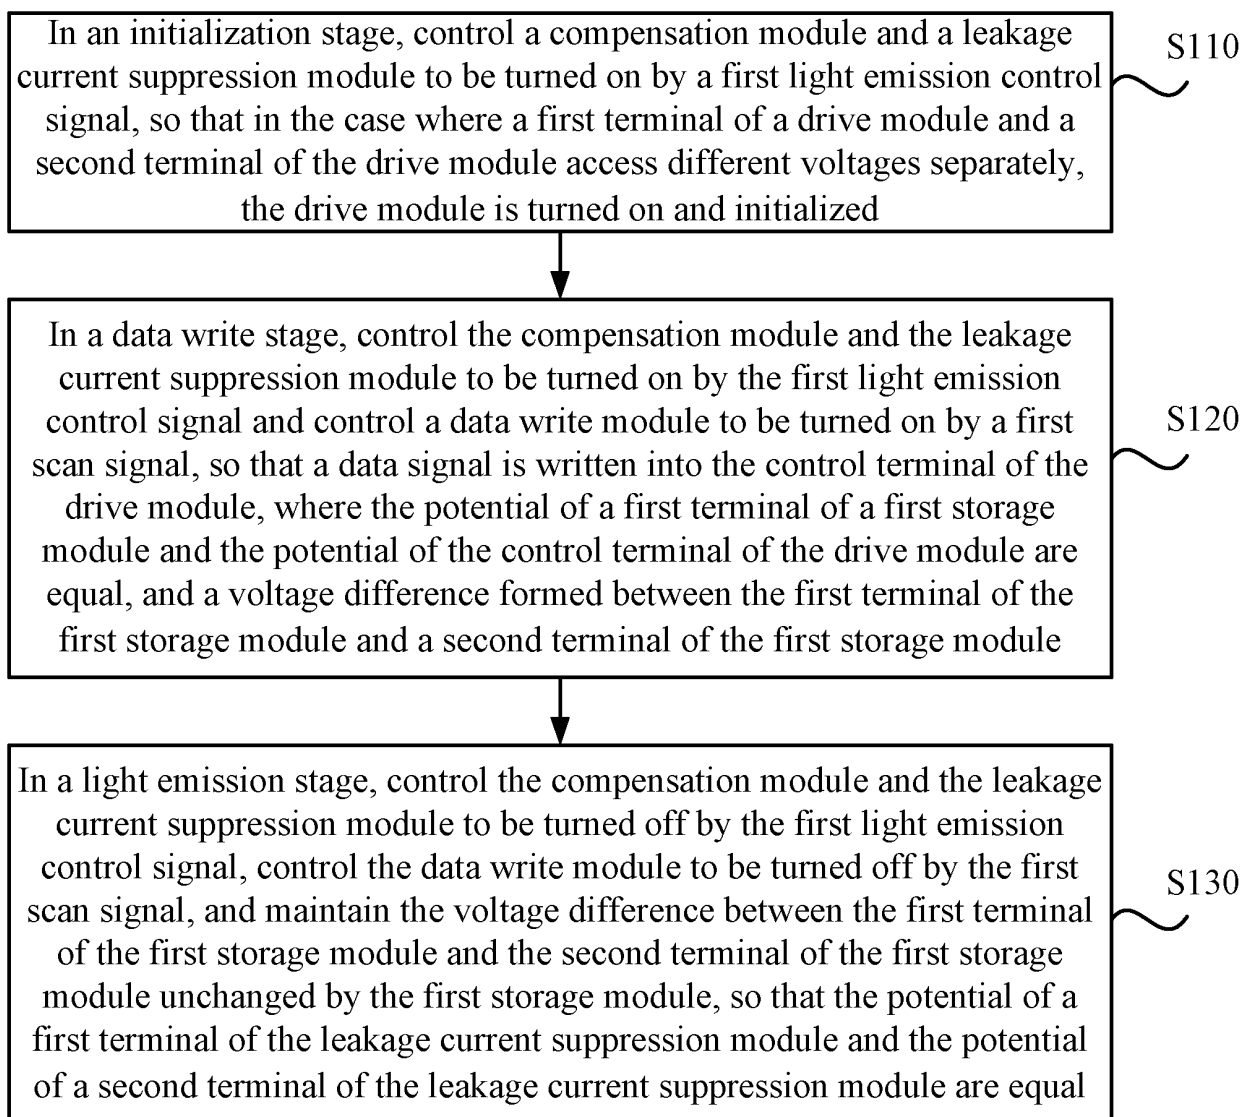 In an initialization stage, control a compensation module and a leakage
current suppression module to be turned on by a first light emission control
signal, so that in the case where a first terminal of a drive module and a
second terminal of the drive module access different voltages separately,
the drive module is turned on and initialized
S110
In a data write stage, control the compensation module and the leakage
current suppression module to be turned on by the first light emission
control signal and control a data write module to be turned on by a first
scan signal, so that a data signal is written into the control terminal of the
drive module, where the potential of a first terminal of a first storage
module and the potential of the control terminal of the drive module are
equal, and a voltage difference formed between the first terminal of the
first storage module and a second terminal of the first storage module
S120
In a light emission stage, control the compensation module and the leakage
current suppression module to be turned off by the first light emission
control signal, control the data write module to be turned off by the first
scan signal, and maintain the voltage difference between the first terminal
of the first storage module and the second terminal of the first storage
module unchanged by the first storage module, so that the potential of a
first terminal of the leakage current suppression module and the potential
of a second terminal of the leakage current suppression module are equal
S130